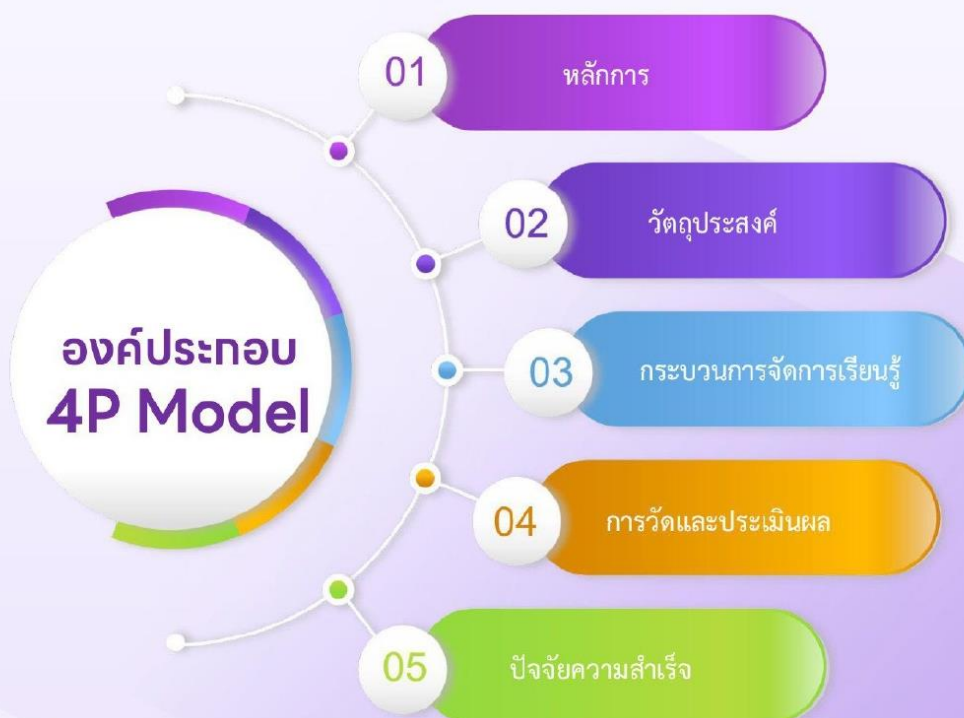 องค์ประกอบ
4P Model
01
หลักการ
02
วัตถุประสงค์
03
กระบวนการจัดการเรียนรู้
04
การวัดและประเมินผล
05
ปัจจัยความสำเร็จ